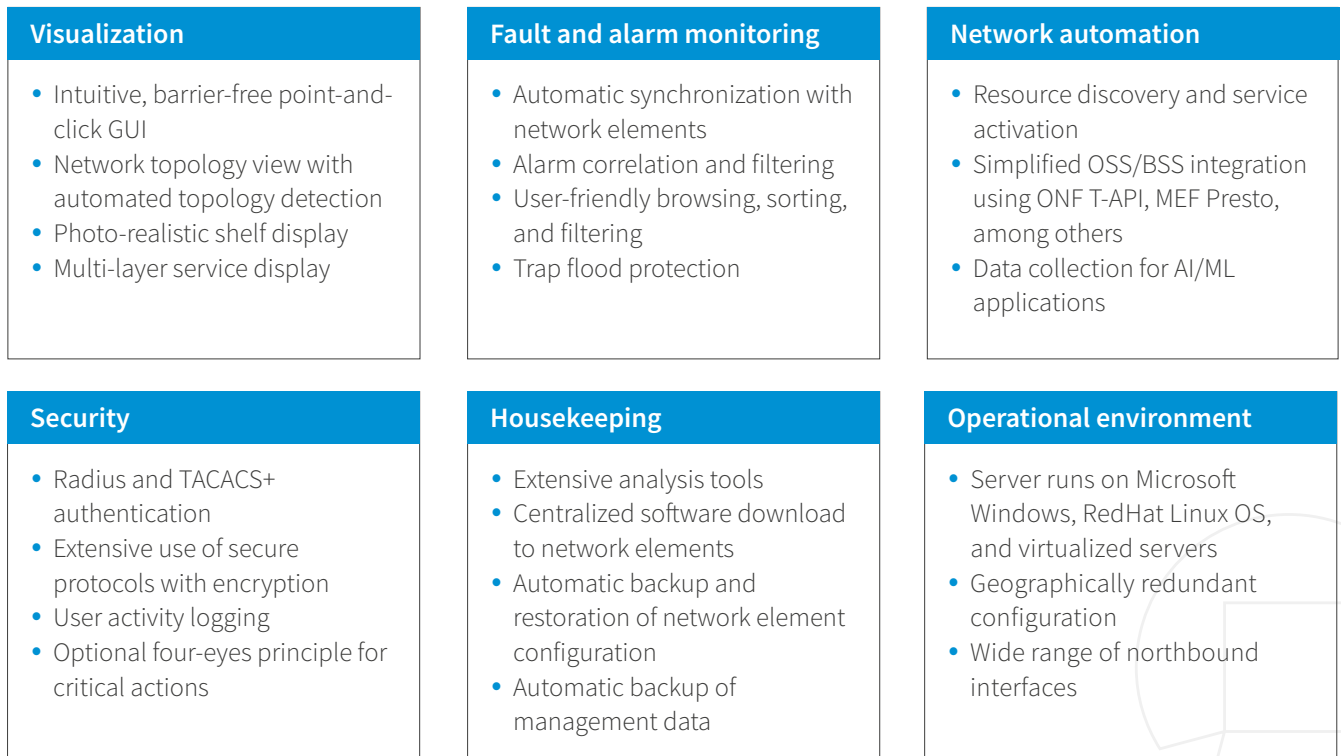 Visualization
• Intuitive, barrier-free point-and-
click GUI
• Network topology view with
automated topology detection
• Photo-realistic shelf display
• Multi-layer service display
Fault and alarm monitoring
• Automatic synchronization with
network elements
• Alarm correlation and filtering
• User-friendly browsing, sorting,
and filtering
• Trap flood protection
Network automation
• Resource discovery and service
activation
• Simplified OSS/BSS integration
using ONF T-API, MEF Presto,
among others
• Data collection for AI/ML
applications
Security
• Radius and TACACS+
authentication
• Extensive use of secure
protocols with encryption
• User activity logging
• Optional four-eyes principle for
critical actions
Housekeeping
• Extensive analysis tools
• Centralized software download
to network elements
• Automatic backup and
restoration of network element
configuration
• Automatic backup of
management data
Operational environment
• Server runs on Microsoft
Windows, RedHat Linux OS,
and virtualized servers
• Geographically redundant
configuration
• Wide range of northbound
interfaces